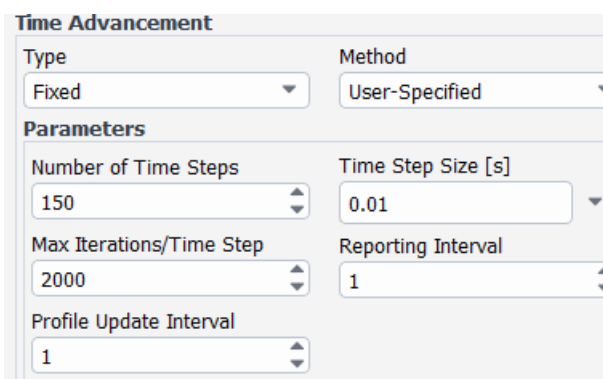 Time Advancement
Type Method
Fixed User-Specified
Parameters
Number of Time Steps Time Step Size [s]
150 0.01
Max Iterations/Time Step Reporting Interval
2000 1
Profile Update Interval
1